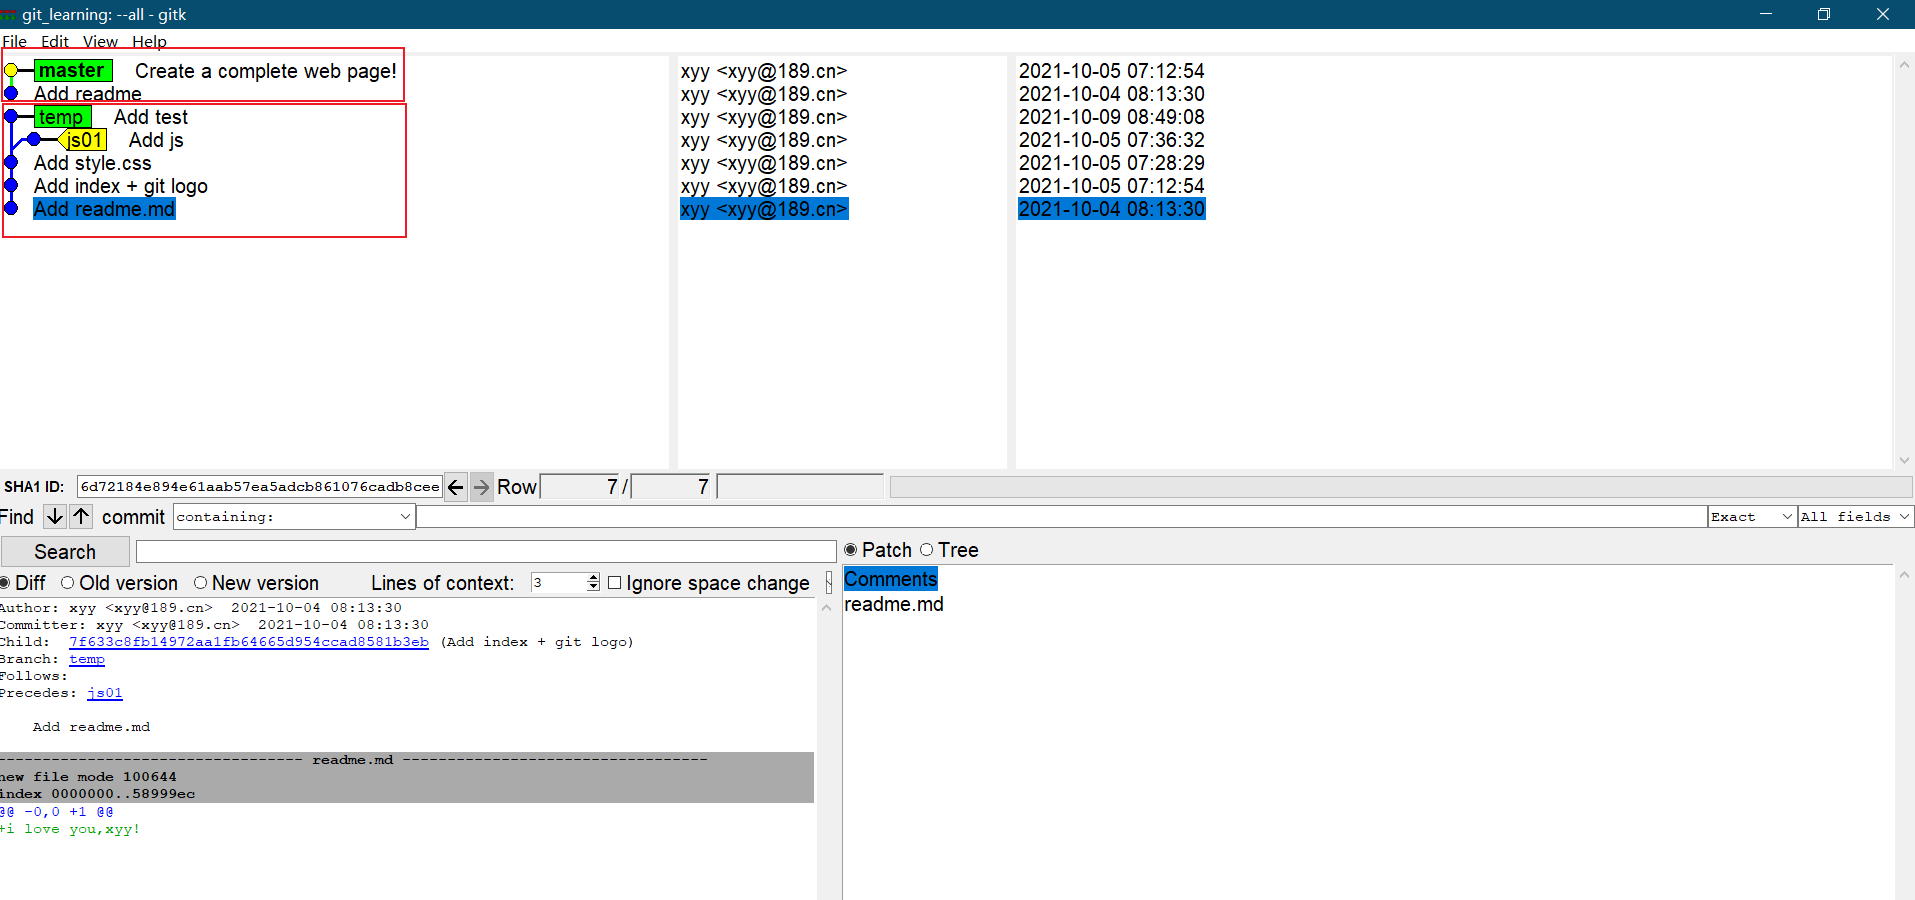 git_learning: --all - gitk
File Edit View Help
master Create a complete web page! xyy <xyy@189.cn> 2021-10-05 07:12:54
Add readme xyy <xyy@189.cn> 2021-10-04 08:13:30
temp Add test xyy <xyy@189.cn> 2021-10-09 08:49:08
js01 Add js xyy <xyy@189.cn> 2021-10-05 07:36:32
Add style.css xyy <xyy@189.cn> 2021-10-05 07:28:29
Add index + git logo xyy <xyy@189.cn> 2021-10-05 07:12:54
Add readme.md xyy <xyy@189.cn> 2021-10-04 08:13:30
SHA1 ID: 6d72184e894e61aab57ea5adcb861076cadb8cee Row 7 / 7
Find commit containing: Exact All fields
Search Patch Tree
Diff Old version New version Lines of context: 3 Ignore space change
Comments
readme.md
Author: xyy <xyy@189.cn> 2021-10-04 08:13:30
Committer: xyy <xyy@189.cn> 2021-10-04 08:13:30
Child: 7f633c8fb14972aa1fb64665d954ccad8581b3eb (Add index + git logo)
Branch: temp
Follows:
Precedes: js01
Add readme.md
---------------------------------- readme.md ----------------------------------
new file mode 100644
index 0000000..58999ec
@@ -0,0 +1 @@
+i love you,xyy!